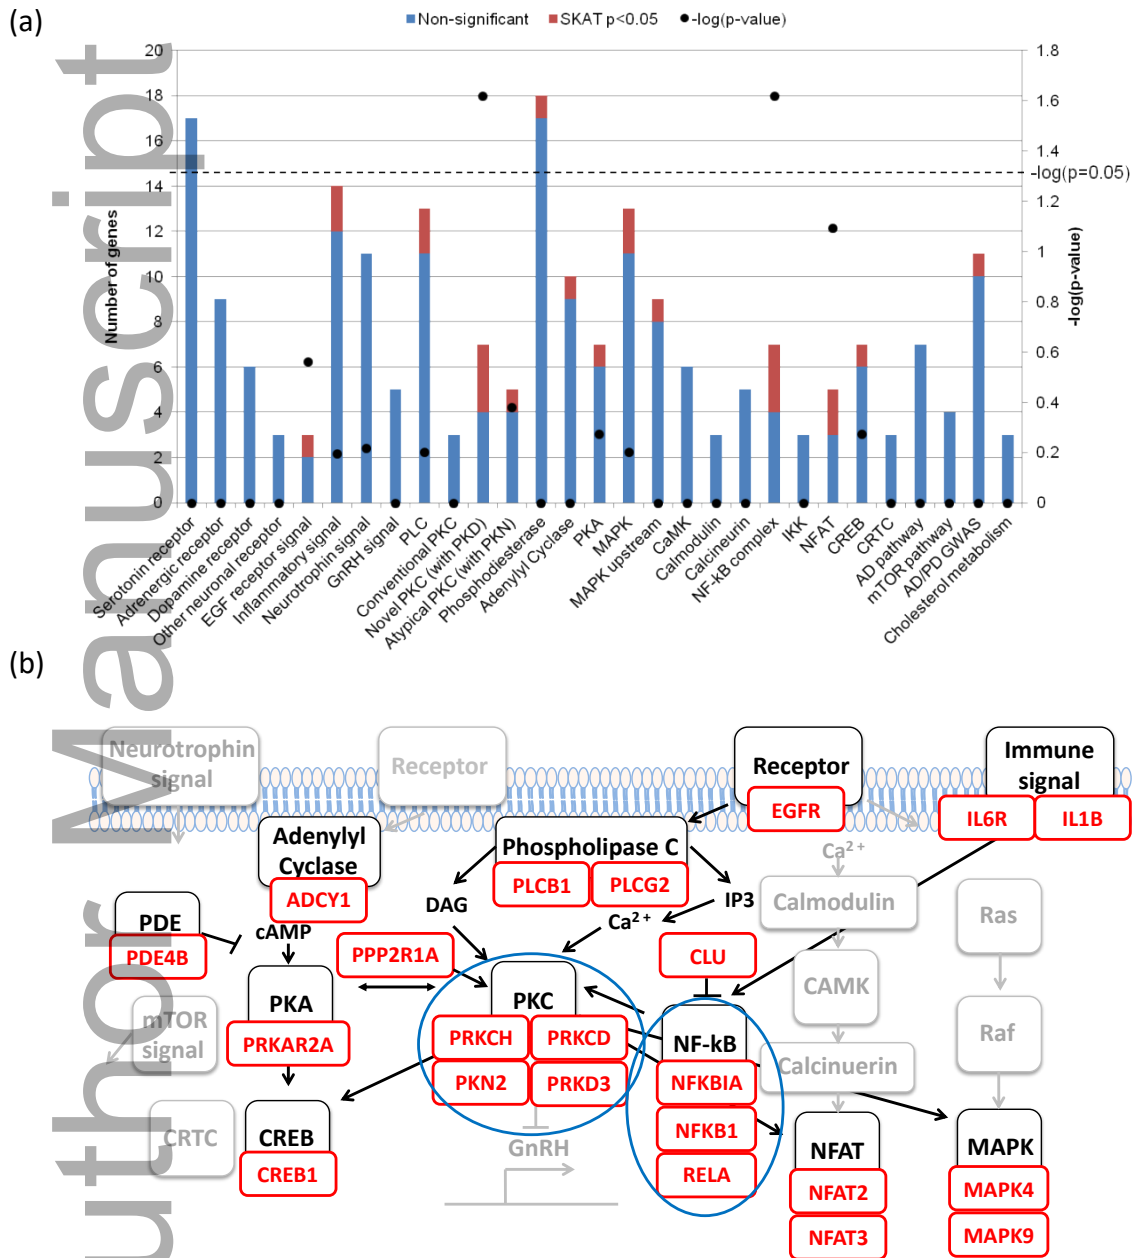 (a)
Non-significant
SKAT p<0.05
-log(p-value)
20
18
16
14
12
10
8
6
4
2
0
Number of genes
1.8
1.6
1.4
-log(p=0.05)
1.2
1
0.8
0.6
0.4
0.2
0
-log(p-value)
Serotonin receptor
Adrenergic receptor
Dopamine receptor
Other neuronal receptor
EGF receptor signal
Inflammatory signal
Neurotrophin signal
GnRH signal
PLC
Conventional PKC
Novel PKC (with PKD)
Atypical PKC (with PKN)
Phosphodiesterase
Adenylyl Cyclase
PKA
MAPK
MAPK upstream
CaMK
Calmodulin
Calcineurin
NF-kB complex
IKK
NFAT
CREB
CRTC
AD pathway
mTOR pathway
AD/PD GWAS
Cholesterol metabolism
(b)
Neurotrophin
signal
Receptor
Receptor
EGFR
Immune
signal
IL6R
IL1B
Adenylyl
Cyclase
ADCY1
Phospholipase C
PLCB1
PLCG2
Ca2+
Calmodulin
Ras
DAG
IP3
Ca2+
PDE
PDE4B
cAMP
PPP2R1A
CLU
CAMK
PKA
PRKAR2A
mTOR
signal
PKC
PRKCH
PRKCD
PKN2
PRKD3
NF-kB
NFKBIA
NFKB1
RELA
Calcinuerin
Raf
CRTC
CREB
CREB1
GnRH
NFAT
NFAT2
NFAT3
MAPK
MAPK4
MAPK9
uthor Manuscript